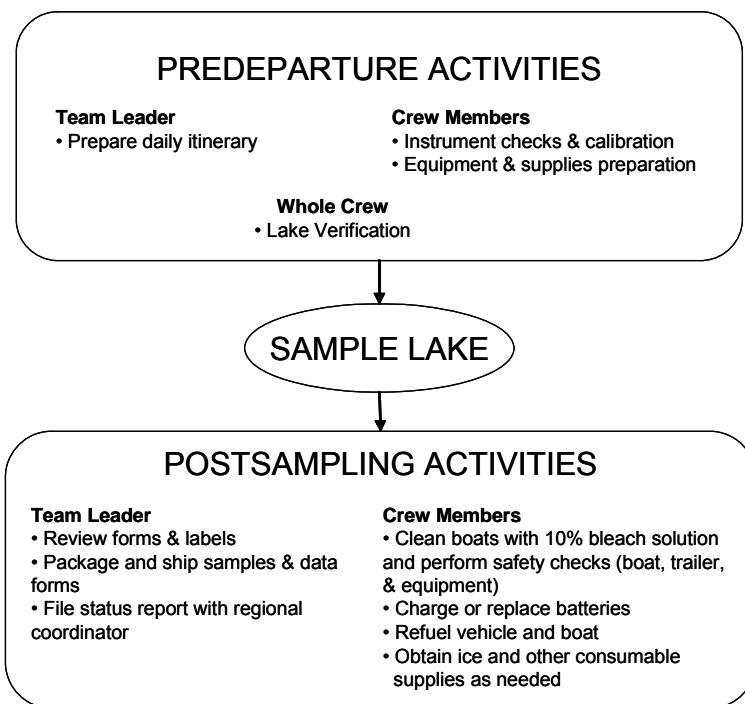 PREDEPARTURE ACTIVITIES
Team Leader
• Prepare daily itinerary
Crew Members
• Instrument checks & calibration
• Equipment & supplies preparation
Whole Crew
• Lake Verification
SAMPLE LAKE
POSTSAMPLING ACTIVITIES
Team Leader
• Review forms & labels
• Package and ship samples & data
forms
• File status report with regional
coordinator
Crew Members
• Clean boats with 10% bleach solution
and perform safety checks (boat, trailer,
& equipment)
• Charge or replace batteries
• Refuel vehicle and boat
• Obtain ice and other consumable
supplies as needed